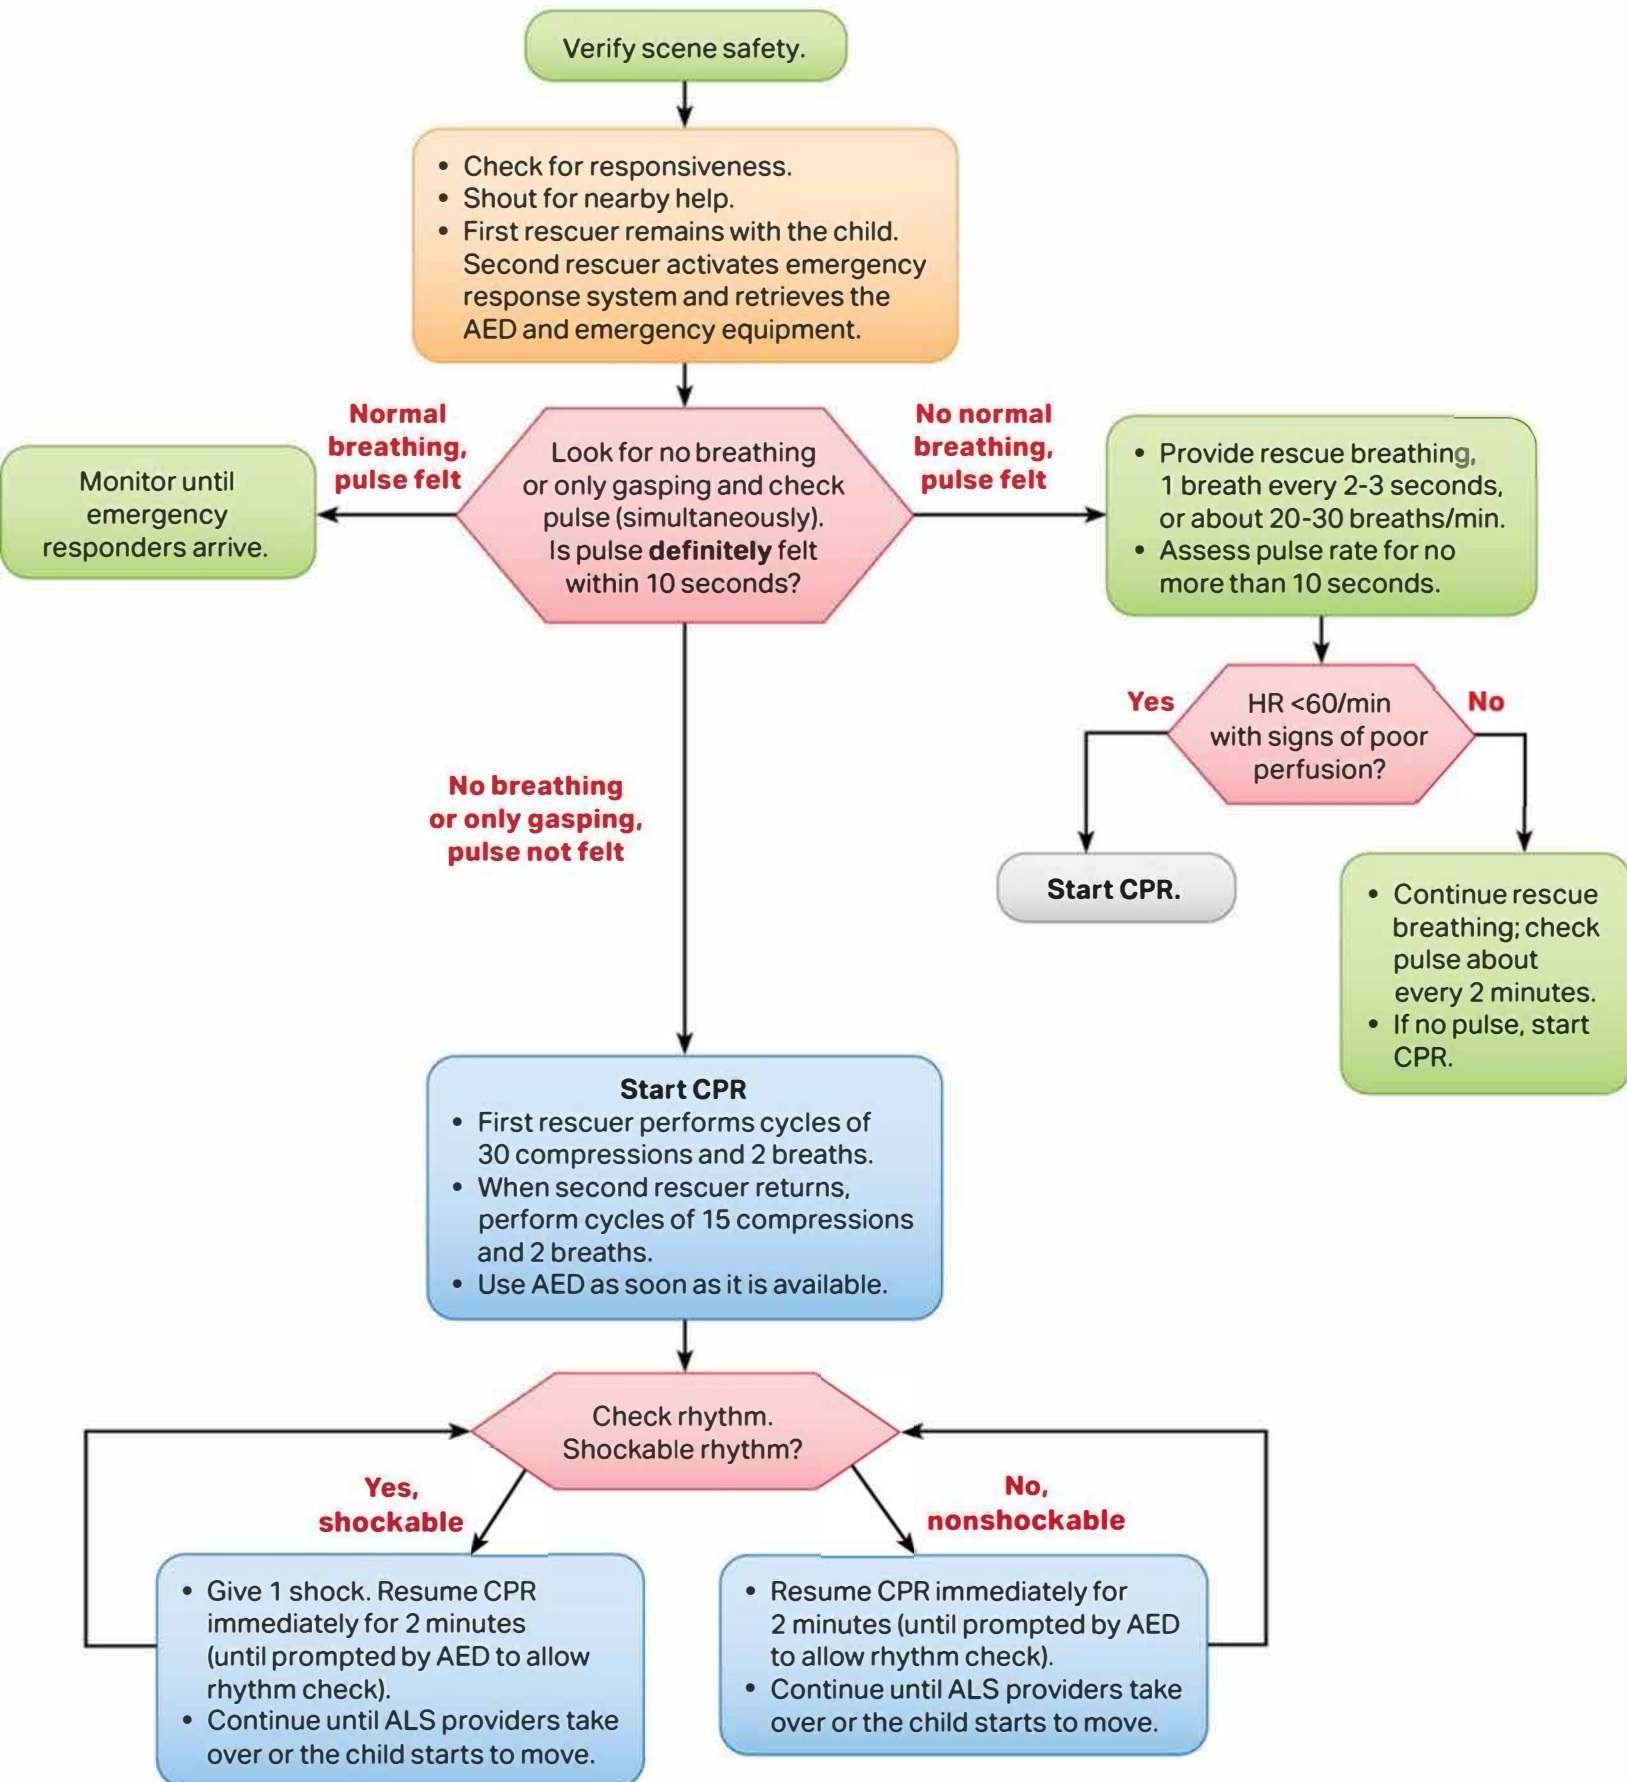 Verify scene safety.
• Check for responsiveness.
• Shout for nearby help.
• First rescuer remains with the child.
Second rescuer activates emergency
response system and retrieves the
AED and emergency equipment.
Normal
breathing,
pulse felt
Look for no breathing
or only gasping and check
pulse (simultaneously).
Is pulse definitely felt
within 10 seconds?
No normal
breathing,
pulse felt
Monitor until
emergency
responders arrive.
• Provide rescue breathing,
1 breath every 2-3 seconds,
or about 20-30 breaths/min.
• Assess pulse rate for no
more than 10 seconds.
Yes
HR <60/min
with signs of poor
perfusion?
No
No breathing
or only gasping,
pulse not felt
Start CPR.
• Continue rescue
breathing; check
pulse about
every 2 minutes.
• If no pulse, start
CPR.
Start CPR
• First rescuer performs cycles of
30 compressions and 2 breaths.
• When second rescuer returns,
perform cycles of 15 compressions
and 2 breaths.
• Use AED as soon as it is available.
Check rhythm.
Shockable rhythm?
Yes,
shockable
No,
nonshockable
• Give 1 shock. Resume CPR
immediately for 2 minutes
(until prompted by AED to allow
rhythm check).
• Continue until ALS providers take
over or the child starts to move.
• Resume CPR immediately for
2 minutes (until prompted by AED
to allow rhythm check).
• Continue until ALS providers take
over or the child starts to move.